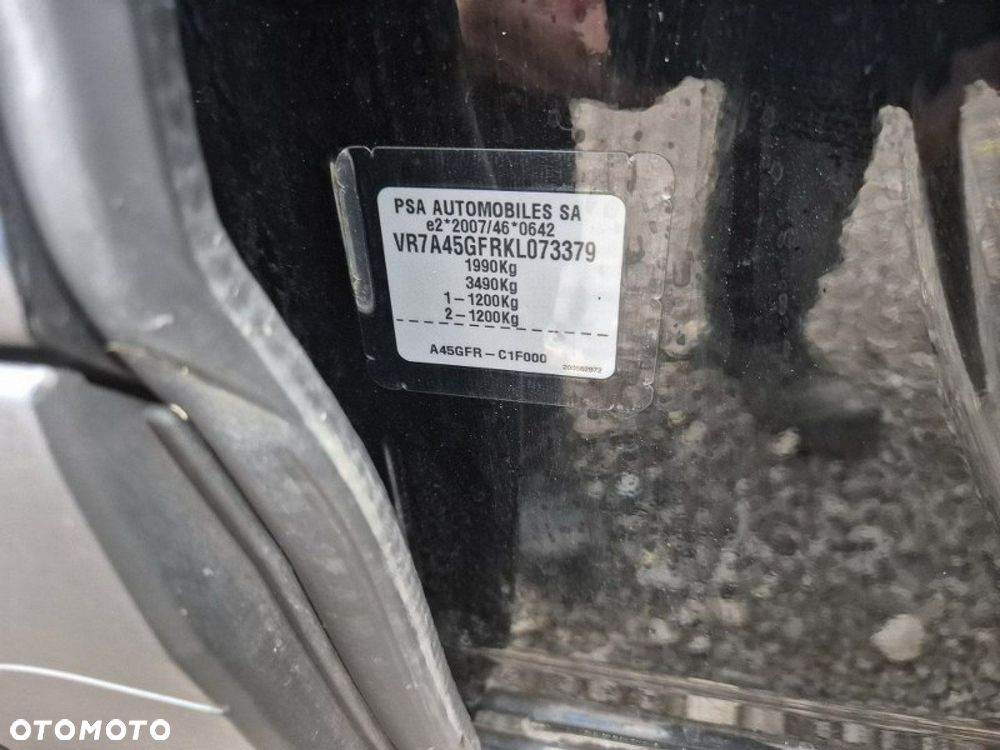 PSA AUTOMOBILES SA
e2*2007/46*0642
VR7A45GFRKL073379
1990Kg
3490Kg
1-1200Kg
2-1200Kg
A45GFR-C1F000
OTOMOTO